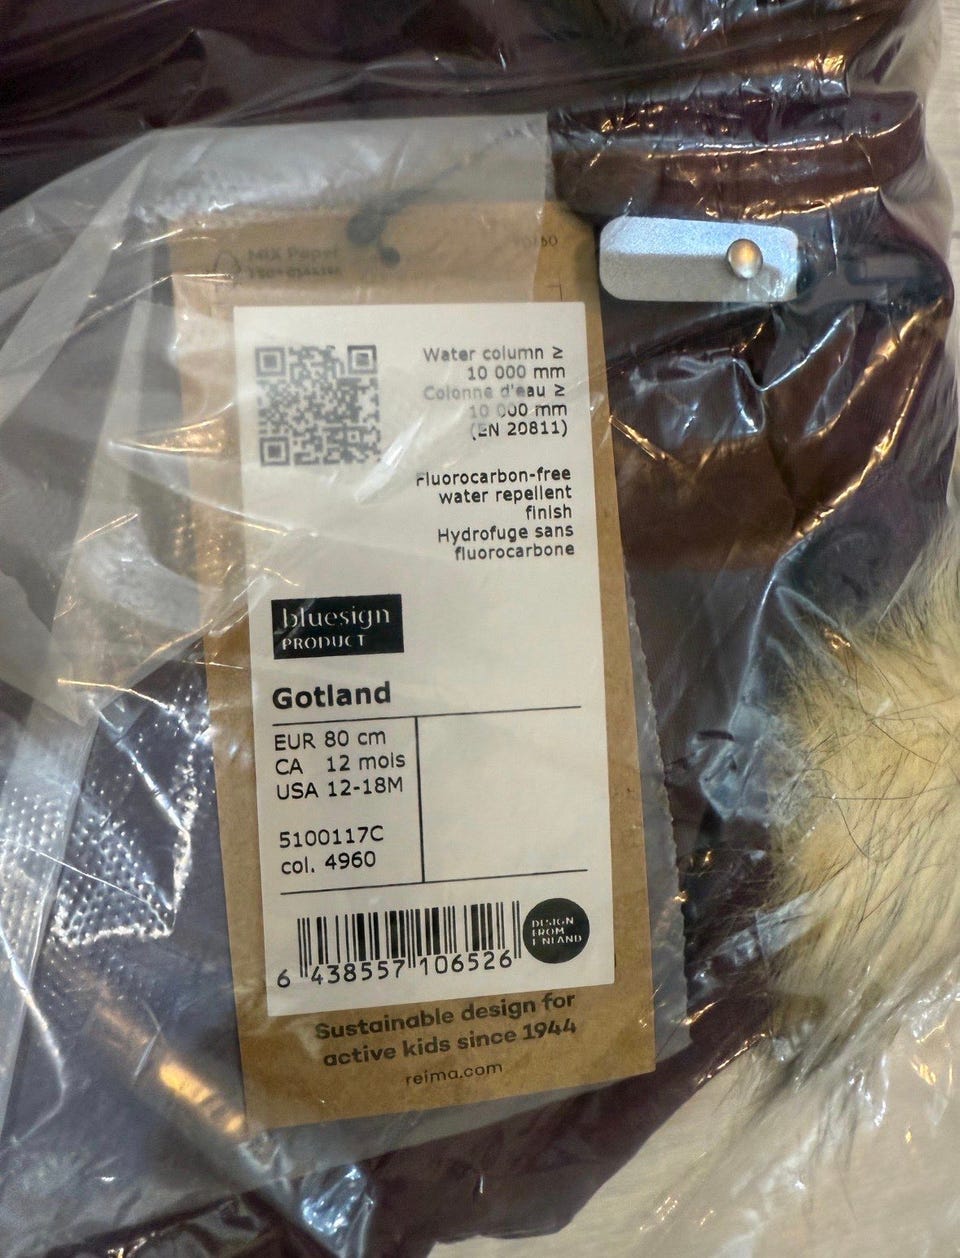 MIX Paper
Water column ≥
10 000 mm
Colonne d'eau ≥
10 000 mm
(EN 20811)
Fluorocarbon-free
water repellent
finish
Hydrofuge sans
fluorocarbone
bluesign
PRODUCT
Gotland
EUR 80 cm
CA 12 mois
USA 12-18M
5100117C
col. 4960
6 438557 106526
DESIGN
FROM
FINLAND
Sustainable design for
active kids since 1944
reima.com